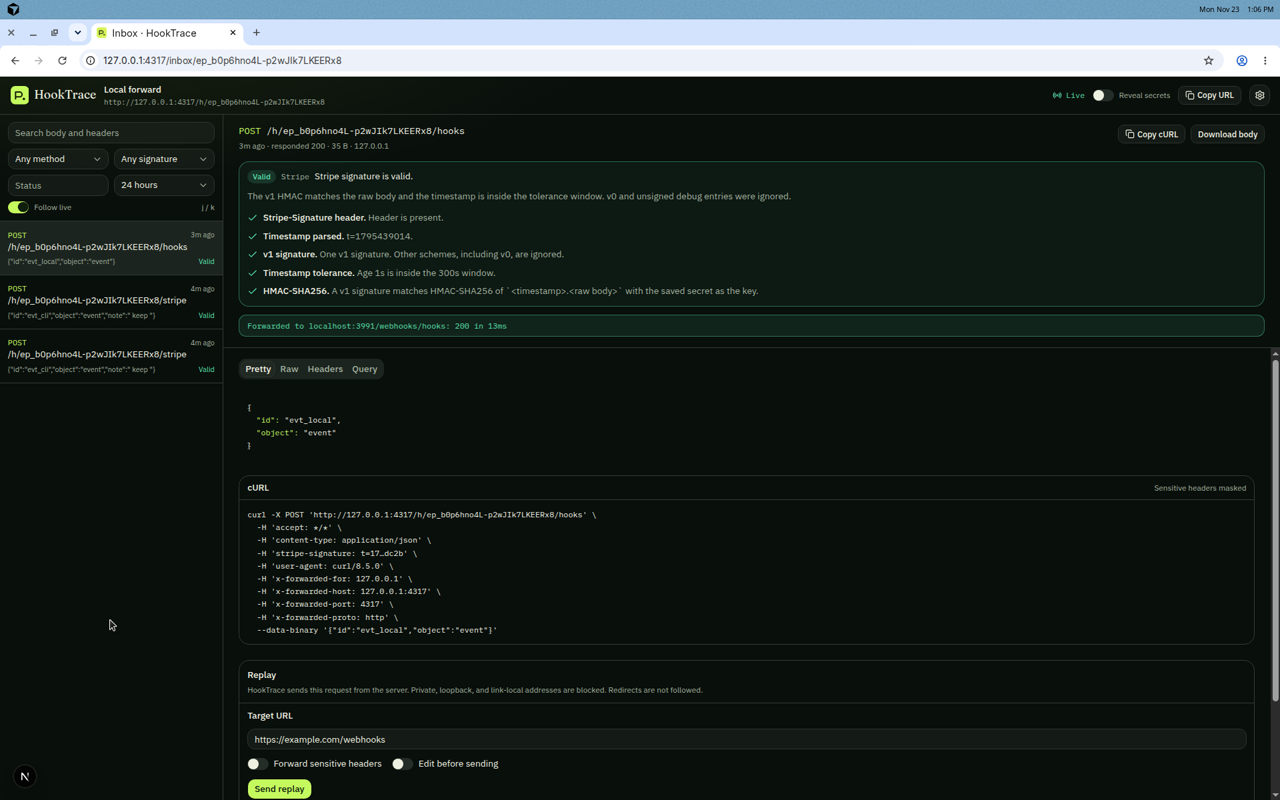 Mon Nov 23 1:06 PM
Inbox · HookTrace
127.0.0.1:4317/inbox/ep_b0p6hno4L-p2wJIk7LKEERx8
HookTrace
Local forward
http://127.0.0.1:4317/h/ep_b0p6hno4L-p2wJIk7LKEERx8
Live
Reveal secrets
Copy URL
Search body and headers
Any method
Any signature
Status
24 hours
Follow live
j / k
POST
3m ago
/h/ep_b0p6hno4L-p2wJIk7LKEERx8/hooks
{"id":"evt_local","object":"event"}
Valid
POST
4m ago
/h/ep_b0p6hno4L-p2wJIk7LKEERx8/stripe
{"id":"evt_cli","object":"event","note":" keep "}
Valid
POST
4m ago
/h/ep_b0p6hno4L-p2wJIk7LKEERx8/stripe
{"id":"evt_cli","object":"event","note":" keep "}
Valid
POST /h/ep_b0p6hno4L-p2wJIk7LKEERx8/hooks
3m ago · responded 200 · 35 B · 127.0.0.1
Copy cURL
Download body
Valid Stripe Stripe signature is valid.
The v1 HMAC matches the raw body and the timestamp is inside the tolerance window. v0 and unsigned debug entries were ignored.
Stripe-Signature header. Header is present.
Timestamp parsed. t=1795439014.
v1 signature. One v1 signature. Other schemes, including v0, are ignored.
Timestamp tolerance. Age 1s is inside the 300s window.
HMAC-SHA256. A v1 signature matches HMAC-SHA256 of `<timestamp>.<raw body>` with the saved secret as the key.
Forwarded to localhost:3991/webhooks/hooks: 200 in 13ms
Pretty Raw Headers Query
{
"id": "evt_local",
"object": "event"
}
cURL
Sensitive headers masked
curl -X POST 'http://127.0.0.1:4317/h/ep_b0p6hno4L-p2wJIk7LKEERx8/hooks' \
-H 'accept: */*' \
-H 'content-type: application/json' \
-H 'stripe-signature: t=17…dc2b' \
-H 'user-agent: curl/8.5.0' \
-H 'x-forwarded-for: 127.0.0.1' \
-H 'x-forwarded-host: 127.0.0.1:4317' \
-H 'x-forwarded-port: 4317' \
-H 'x-forwarded-proto: http' \
--data-binary '{"id":"evt_local","object":"event"}'
Replay
HookTrace sends this request from the server. Private, loopback, and link-local addresses are blocked. Redirects are not followed.
Target URL
https://example.com/webhooks
Forward sensitive headers
Edit before sending
Send replay
N